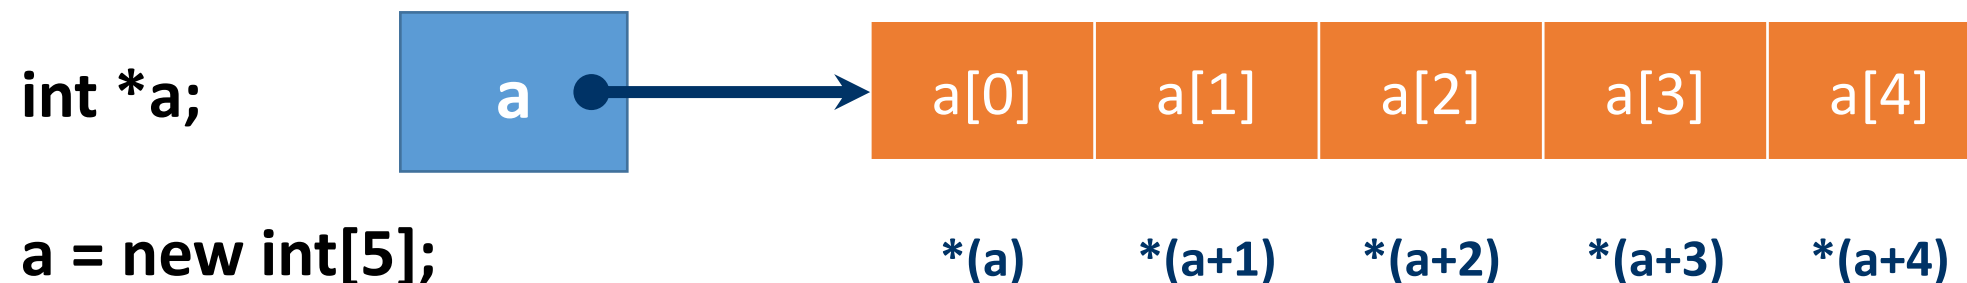 int *a; a a[0] a[1] a[2] a[3] a[4]
a = new int[5]; *(a) *(a+1) *(a+2) *(a+3) *(a+4)